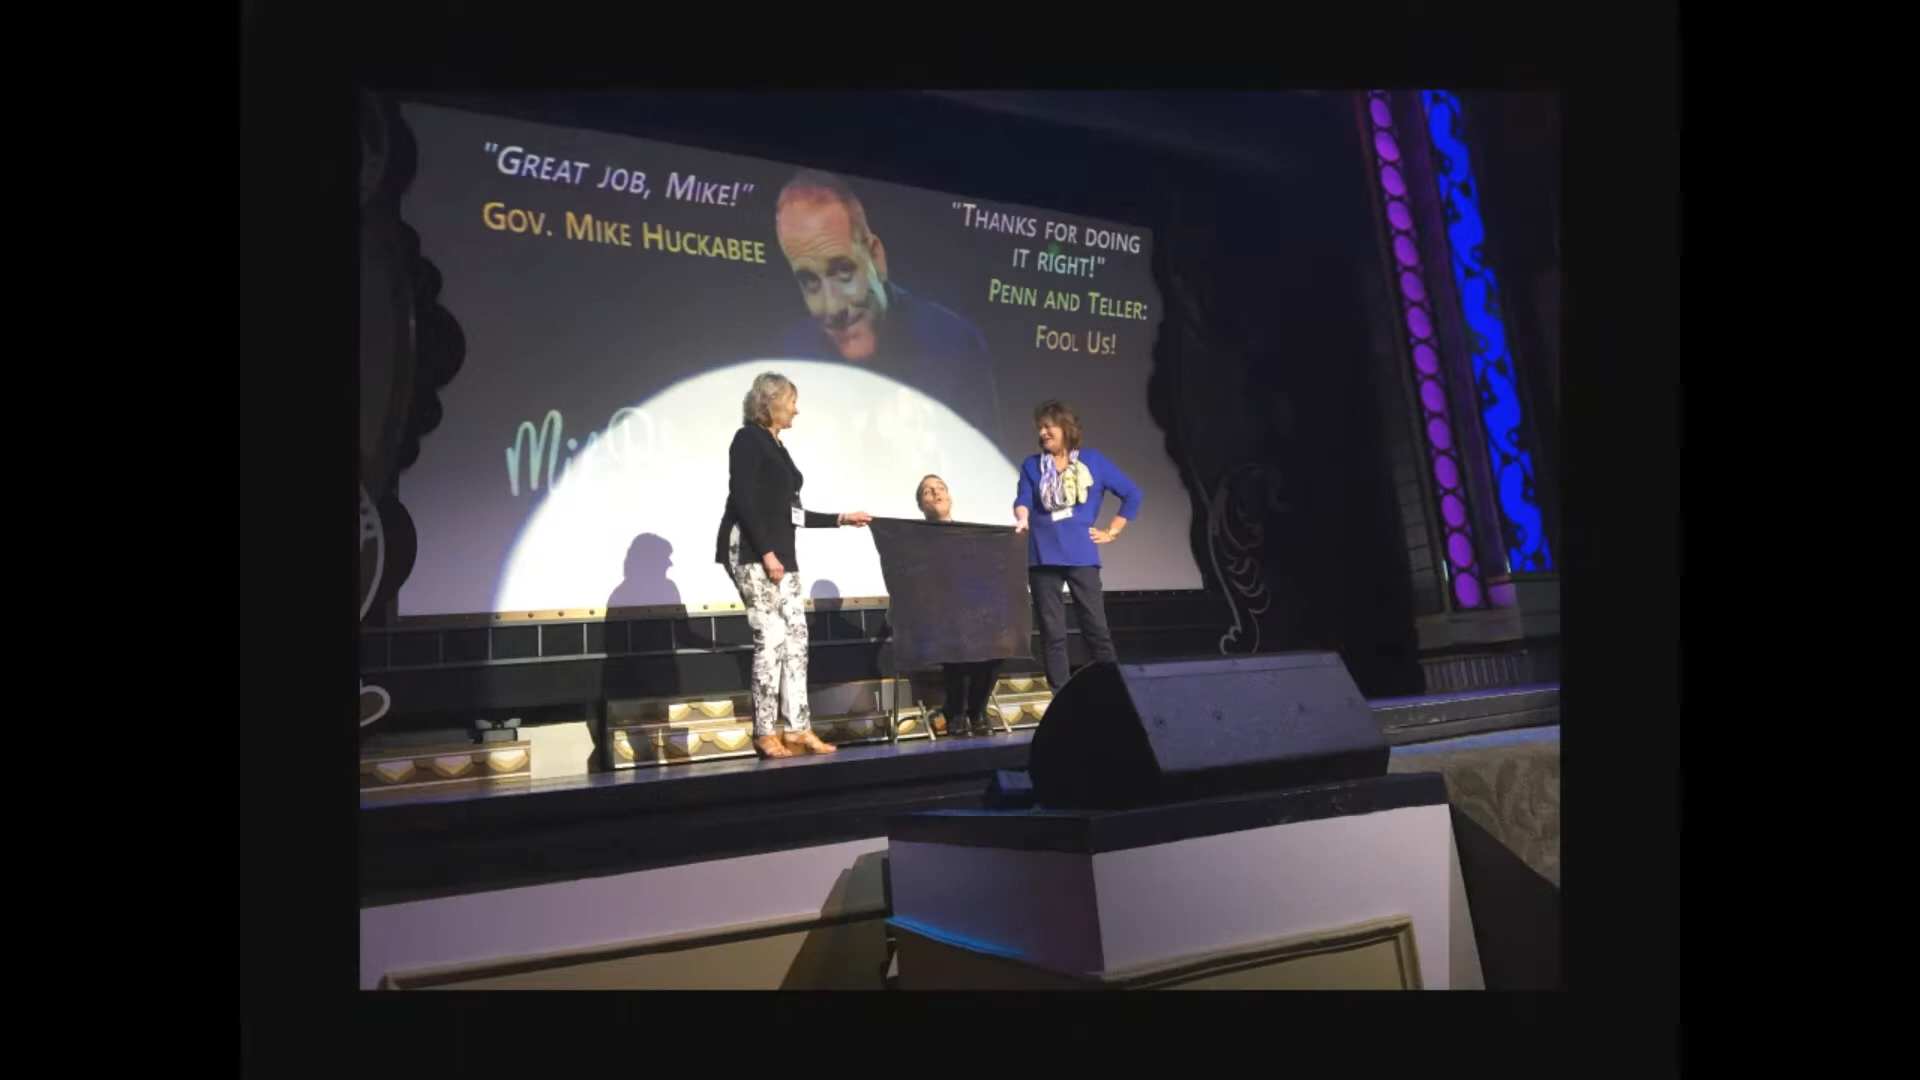 "GREAT JOB, MIKE!"
GOV. MIKE HUCKABEE
"THANKS FOR DOING
IT RIGHT!"
PENN AND TELLER:
FOOL US!